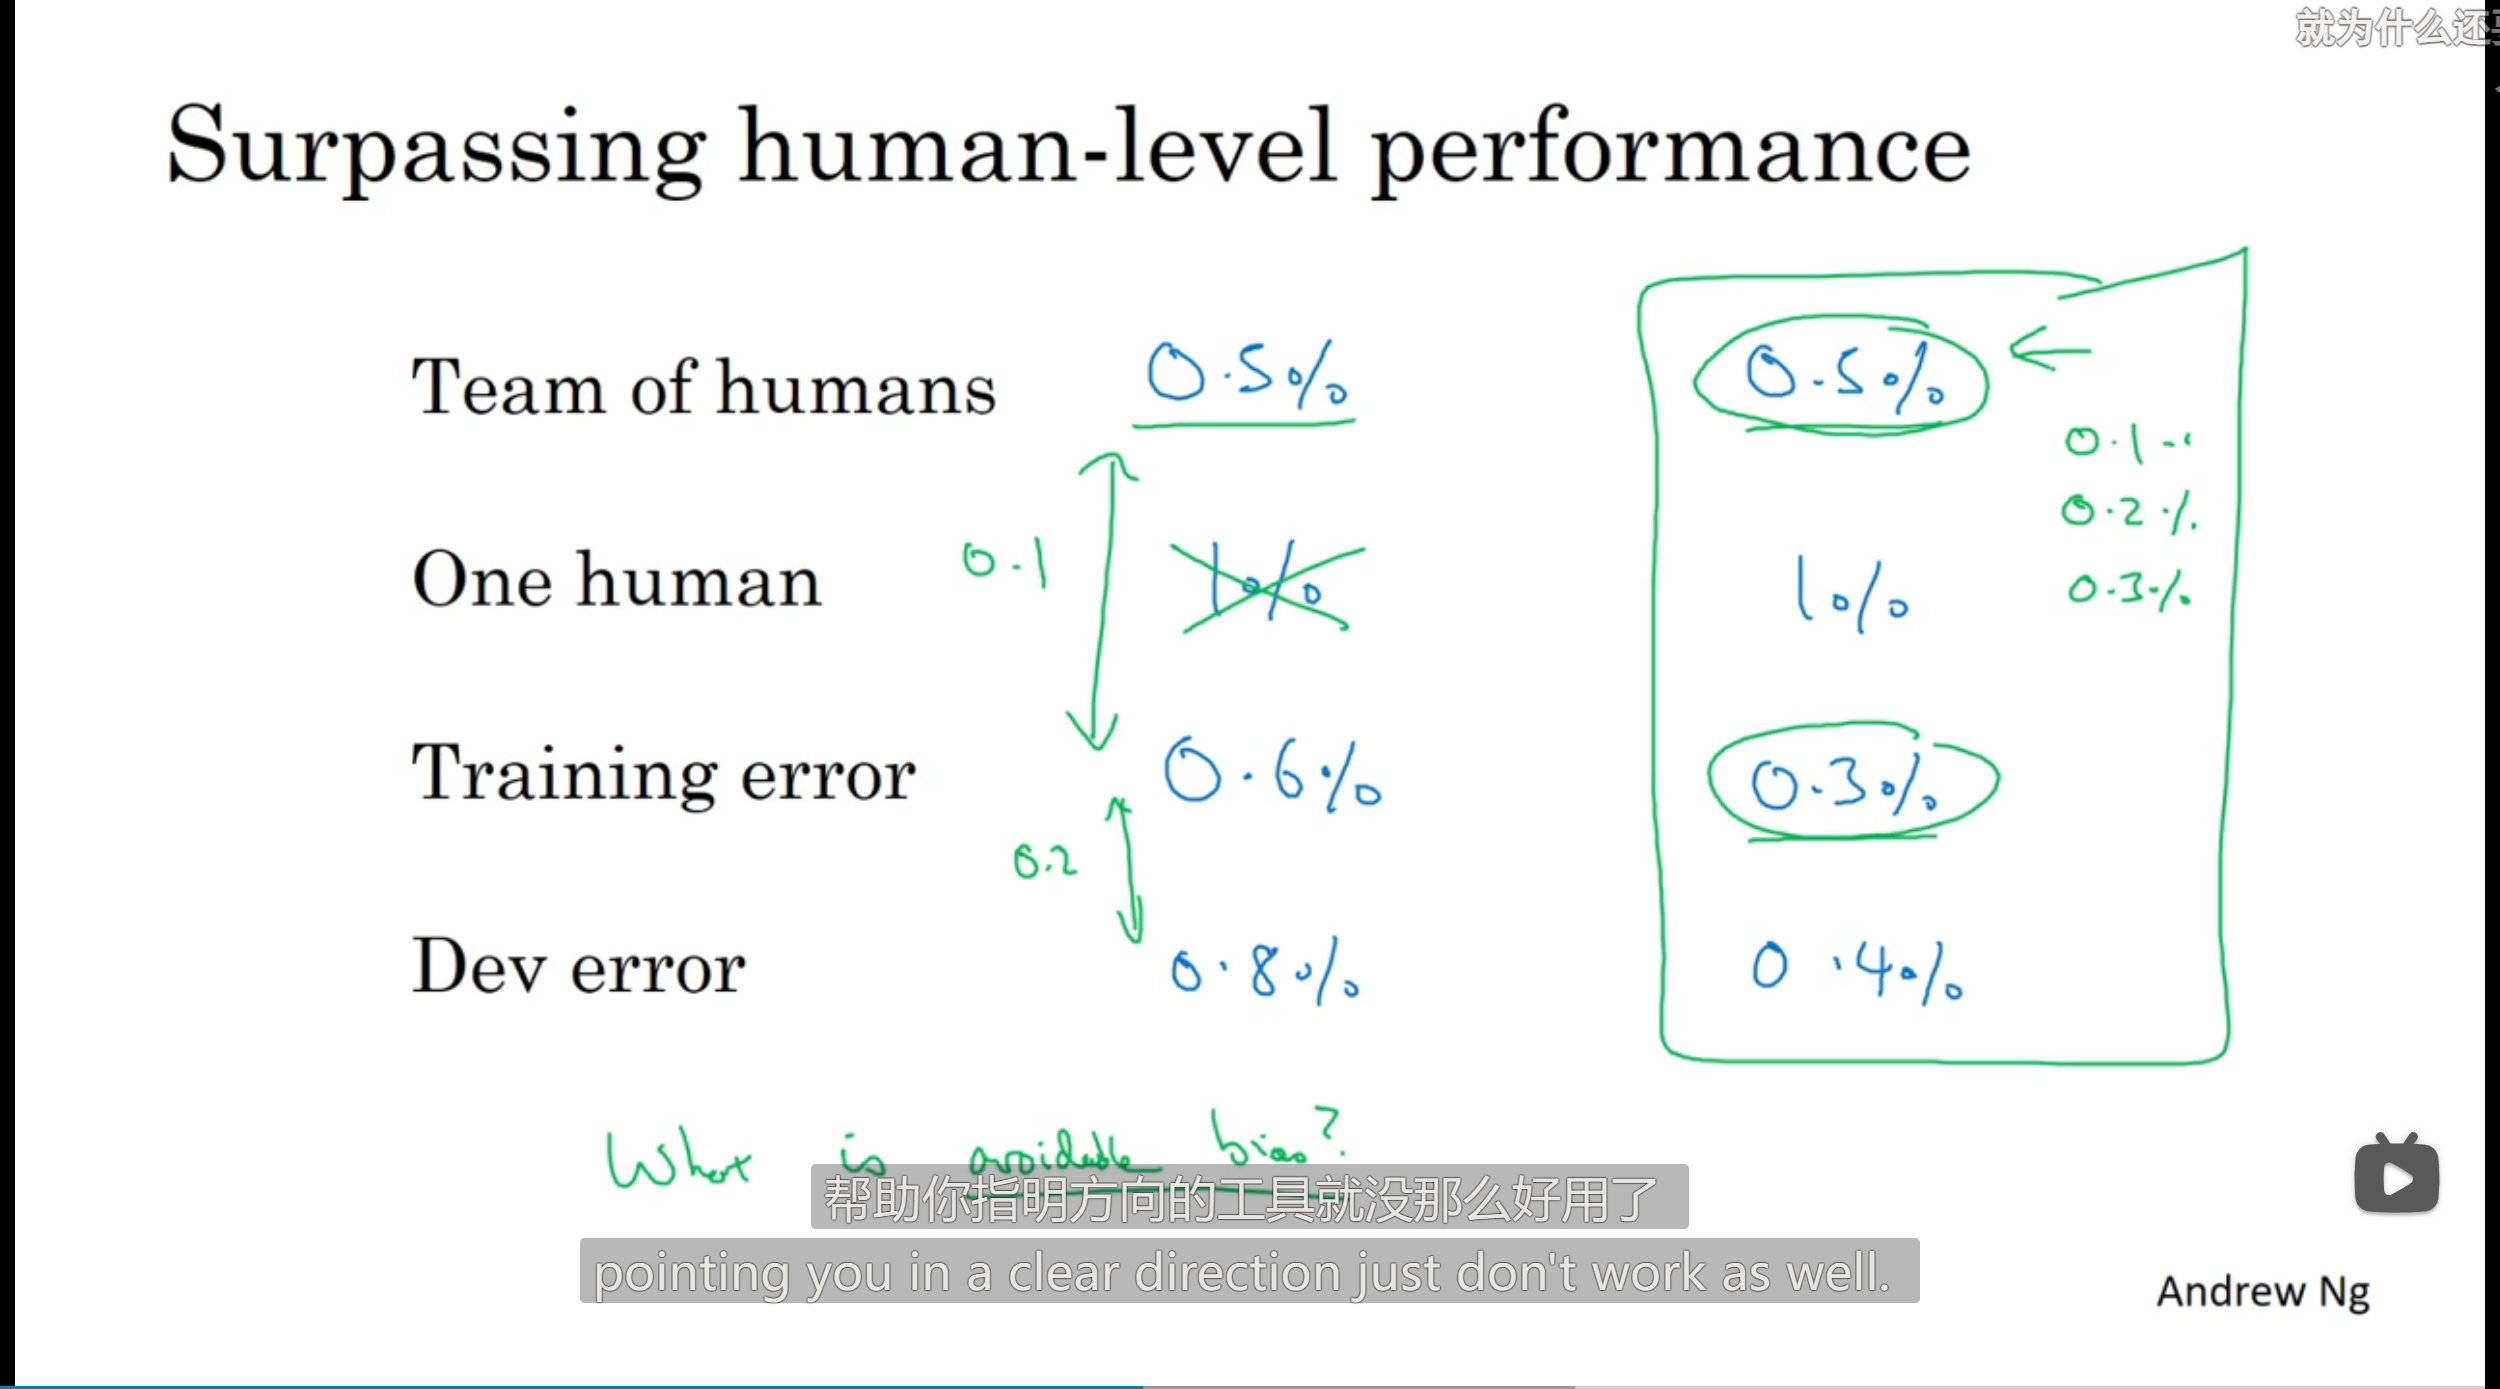 就为什么还
Surpassing human-level performance
Team of humans 0.5% 0.5%
0.1
0.2%
0.3%
One human 0.1 1% 1%
Training error 0.6% 0.3%
0.2
Dev error 0.8% 0.4%
What is avoidable bias?
帮助你指明方向的工具就没那么好用了
pointing you in a clear direction just don't work as well.
Andrew Ng